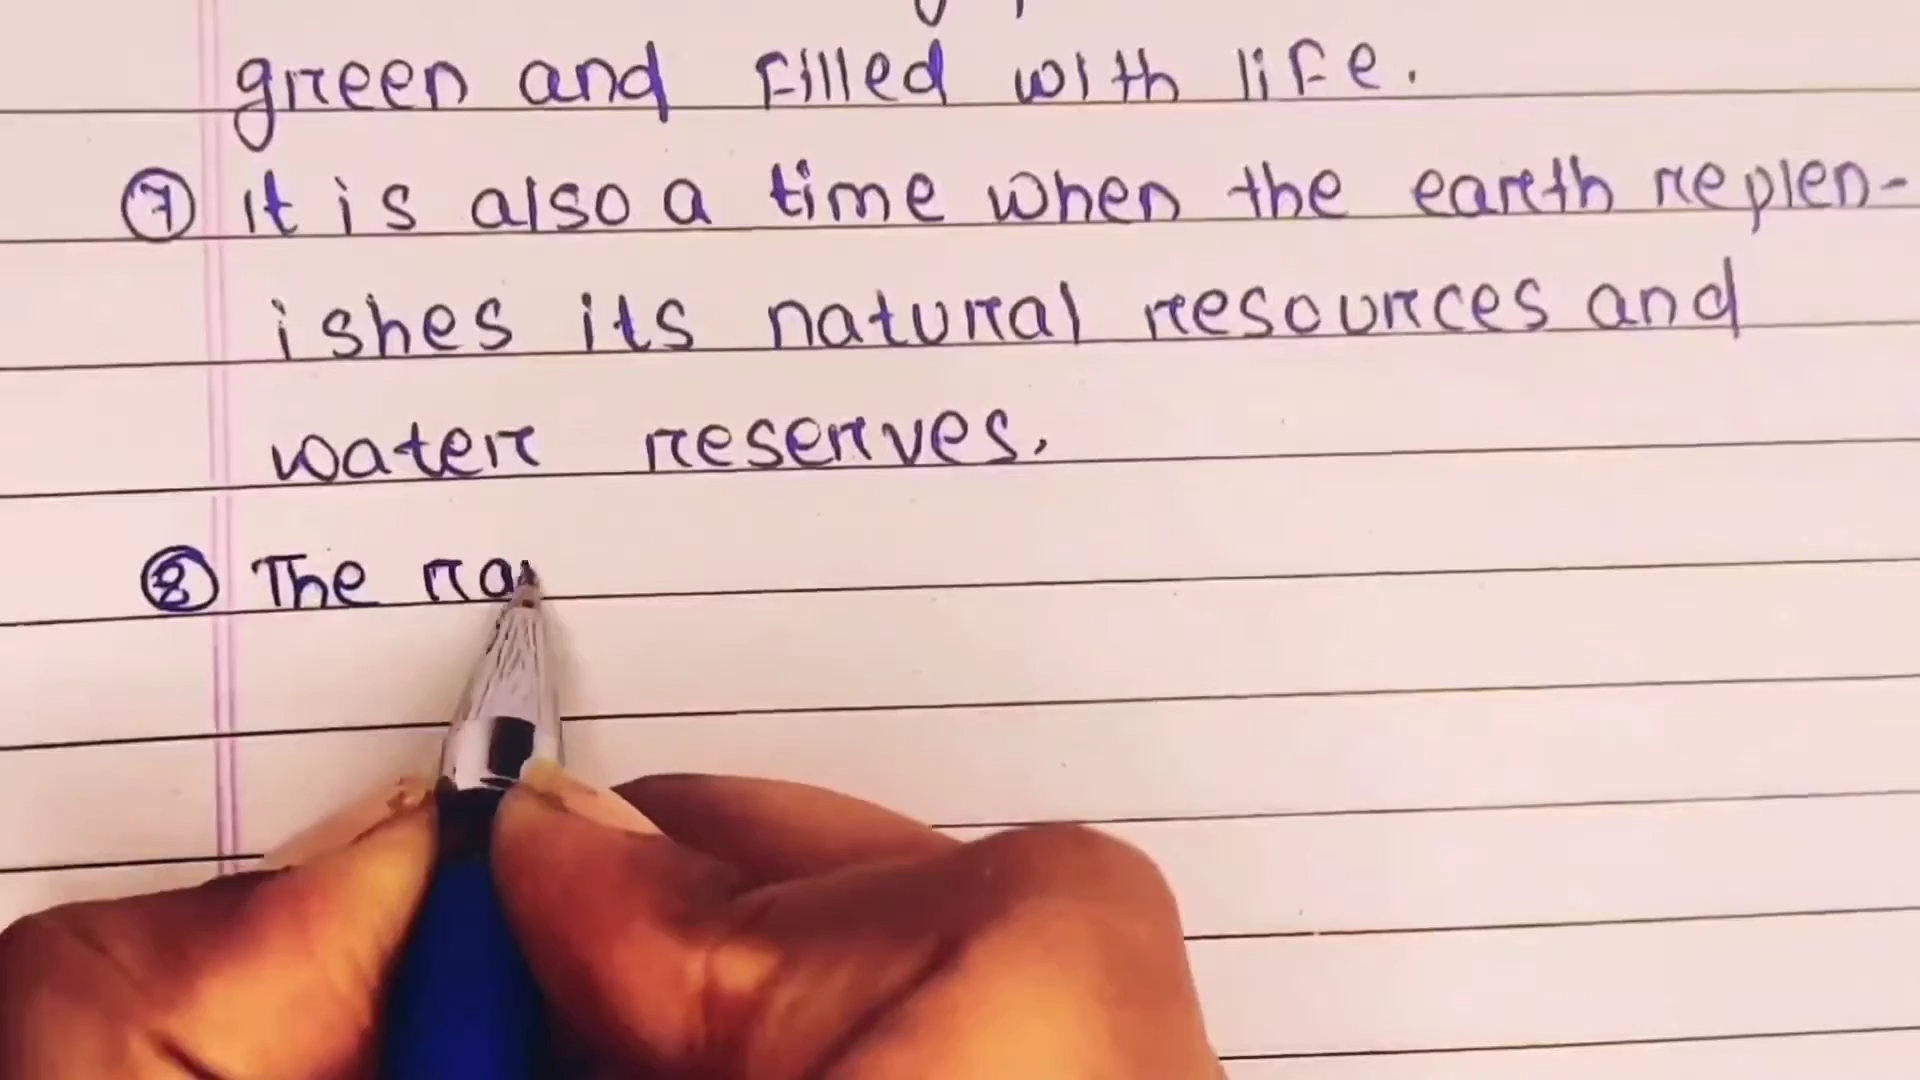 green and filled with life.
⑦ It is also a time when the earth replen-
ishes its natural resources and
water reserves.
⑧ The ra